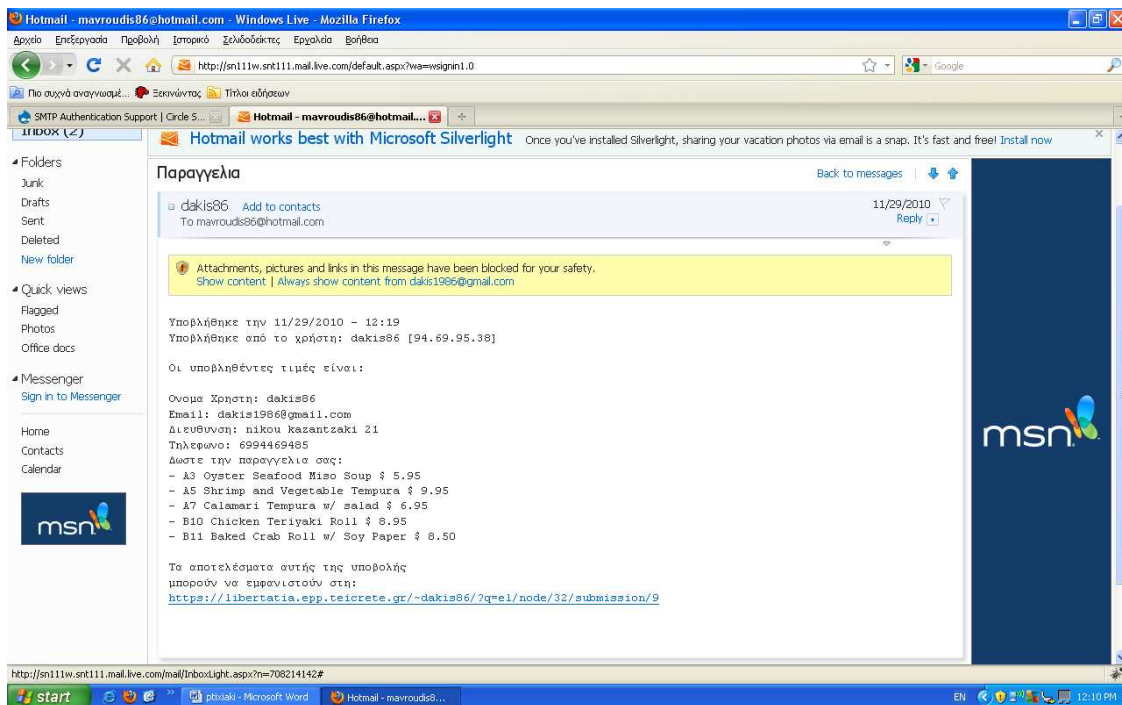 Hotmail - mavroudis86@hotmail.com - Windows Live - Mozilla Firefox
Αρχείο Επεξεργασία Προβολή Ιστορικό Σελιδοδείκτες Εργαλεία Βοήθεια
http://sn111w.snt111.mail.live.com/default.aspx?wa=wsignin1.0 Google
Πιο συχνά αναγνωσμέ... Ξεκινώντας Τίτλοι ειδήσεων
SMTP Authentication Support | Circle S... Hotmail - mavroudis86@hotmail....
Inbox (2)
Hotmail works best with Microsoft Silverlight Once you've installed Silverlight, sharing your vacation photos via email is a snap. It's fast and free! Install now
Folders
Junk
Drafts
Sent
Deleted
New folder
Quick views
Flagged
Photos
Office docs
Messenger
Sign in to Messenger
Home
Contacts
Calendar
msn
Παραγγελια Back to messages
dakis86 Add to contacts 11/29/2010
To mavroudis86@hotmail.com Reply
Attachments, pictures and links in this message have been blocked for your safety.
Show content | Always show content from dakis1986@gmail.com
Υποβλήθηκε την 11/29/2010 - 12:19
Υποβλήθηκε από το χρήστη: dakis86 [94.69.95.38]
Οι υποβληθέντες τιμές είναι:
Ονομα Χρηστη: dakis86
Email: dakis1986@gmail.com
Διευθυνση: nikou kazantzaki 21
Τηλεφωνο: 6994469485
Δωστε την παραγγελια σας:
- A3 Oyster Seafood Miso Soup $ 5.95
- A5 Shrimp and Vegetable Tempura $ 9.95
- A7 Calamari Tempura w/ salad $ 6.95
- B10 Chicken Teriyaki Roll $ 8.95
- B11 Baked Crab Roll w/ Soy Paper $ 8.50
Τα αποτελέσματα αυτής της υποβολής
μπορούν να εμφανιστούν στη:
https://libertatia.epp.teicrete.gr/~dakis86/?q=el/node/32/submission/9
msn
http://sn111w.snt111.mail.live.com/mail/InboxLight.aspx?n=708214142#
start ptixiaki - Microsoft Word Hotmail - mavroudis8... EN 12:10 PM